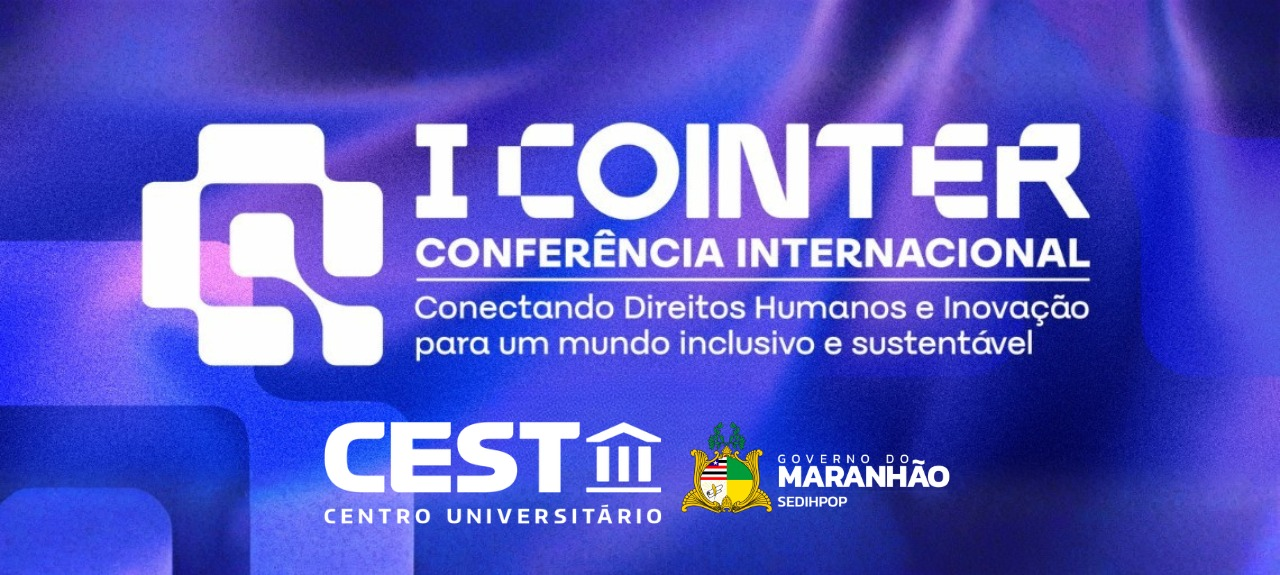 I COINTER
CONFERÊNCIA INTERNACIONAL
Conectando Direitos Humanos e Inovação
para um mundo inclusivo e sustentável
CEST
CENTRO UNIVERSITÁRIO
GOVERNO DO
MARANHÃO
SEDIHPOP